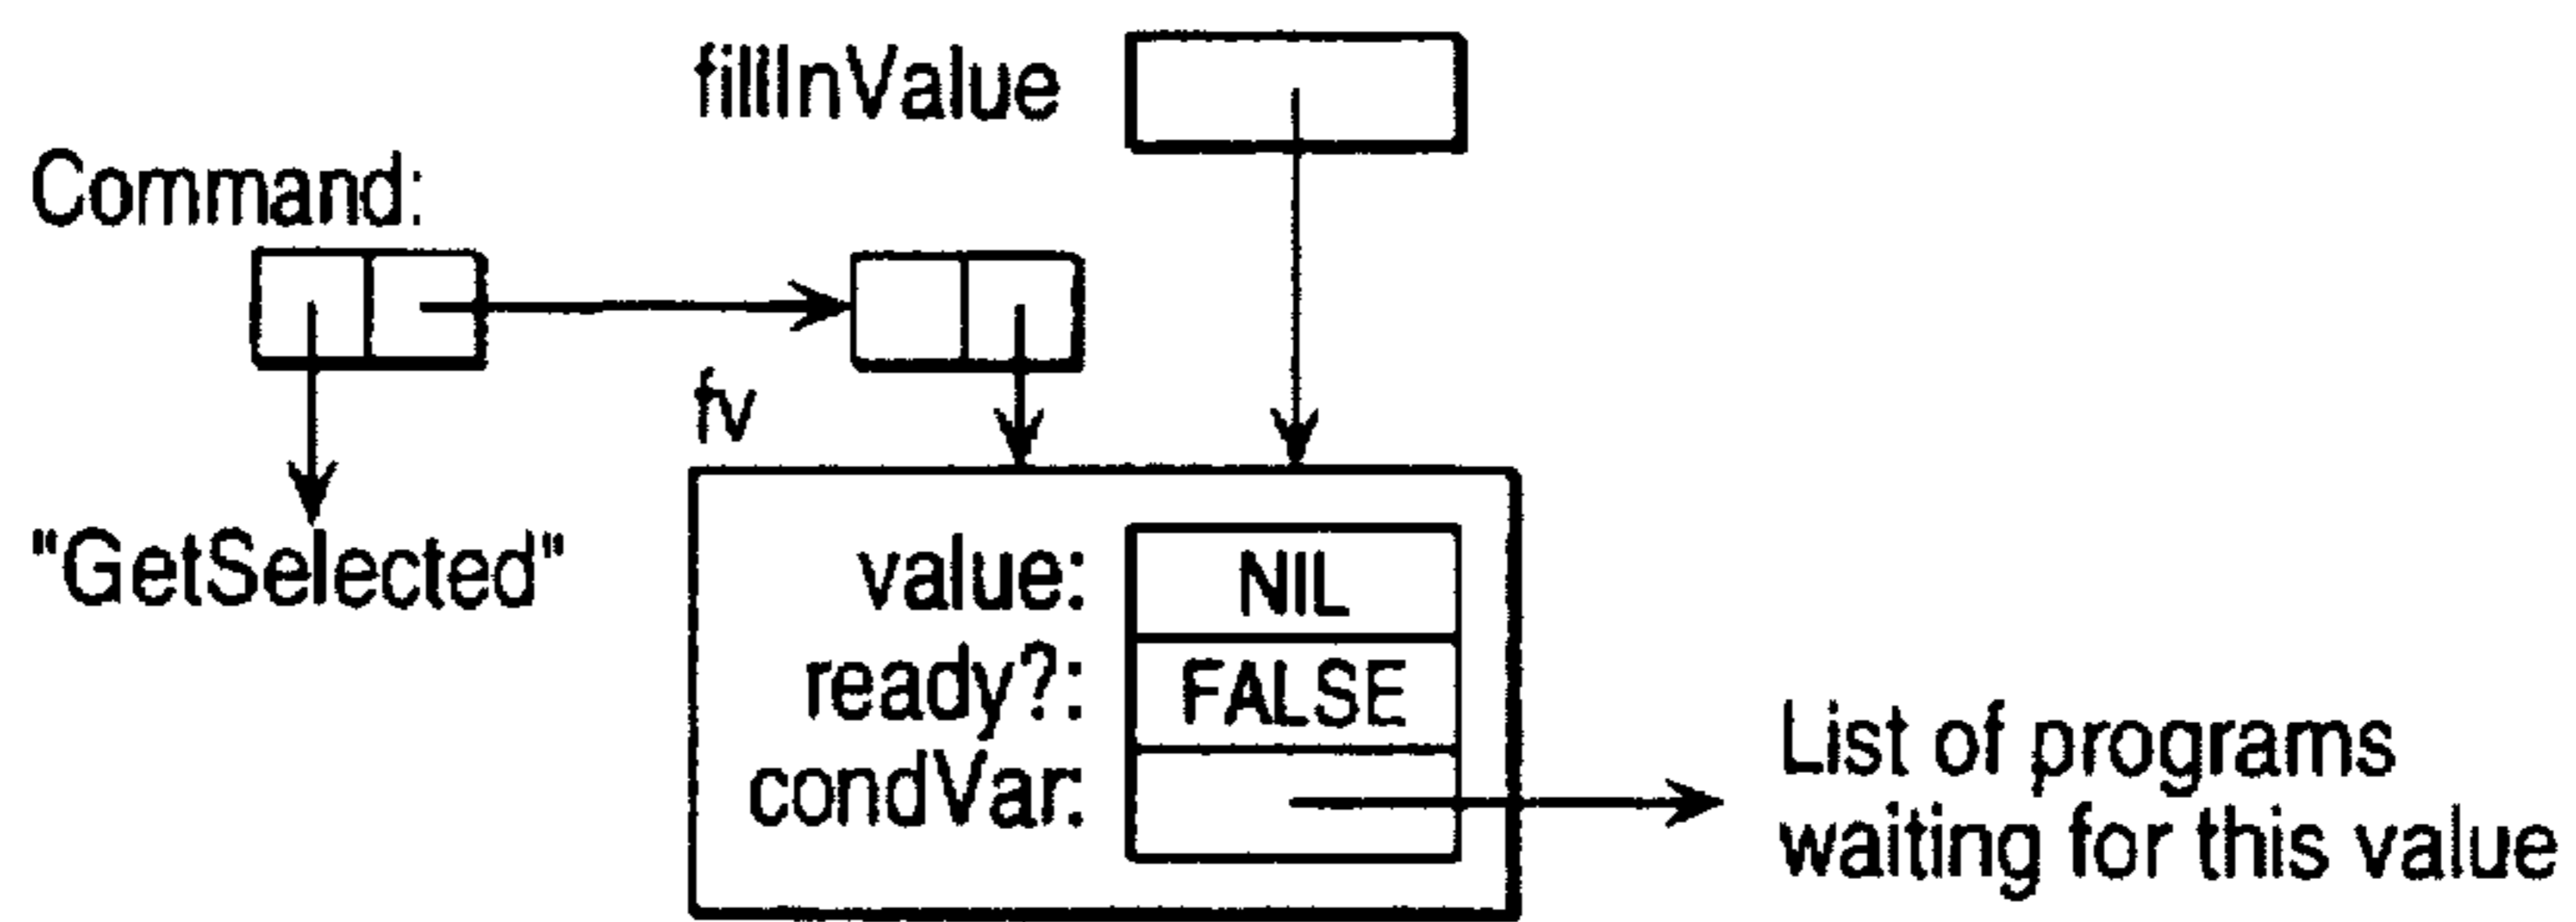 fillInValue
Command:
fv
"GetSelected"
value: NIL
ready?: FALSE
condVar:
List of programs
waiting for this value